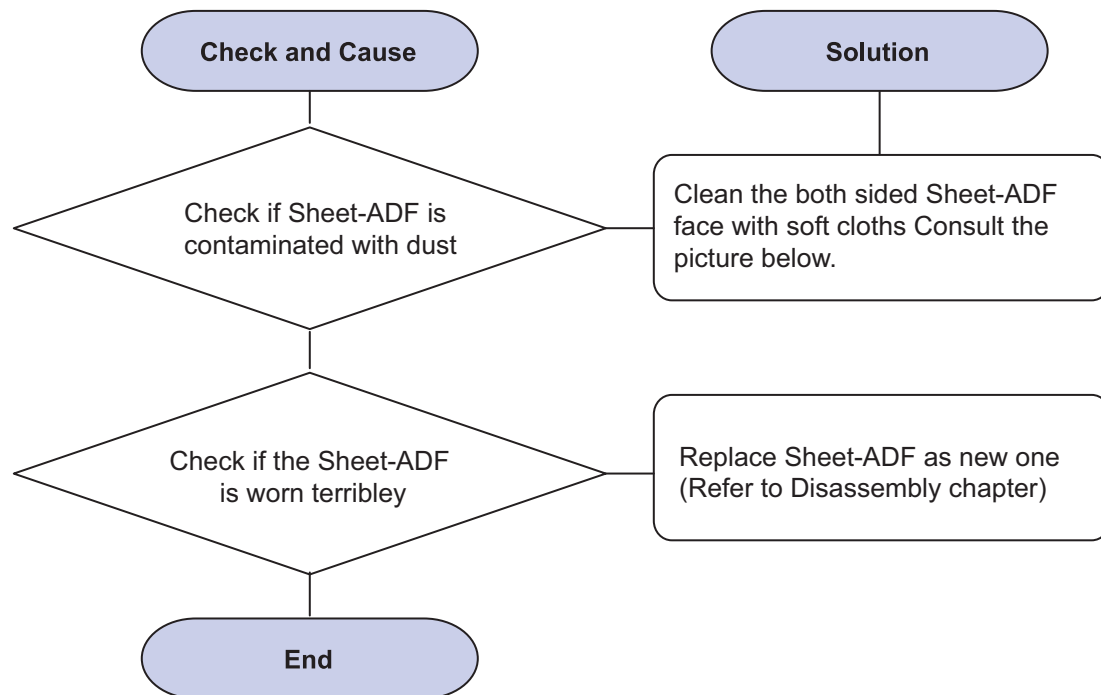 Check and Cause
Solution
Check if Sheet-ADF is
contaminated with dust
Clean the both sided Sheet-ADF
face with soft cloths Consult the
picture below.
Check if the Sheet-ADF
is worn terribley
Replace Sheet-ADF as new one
(Refer to Disassembly chapter)
End